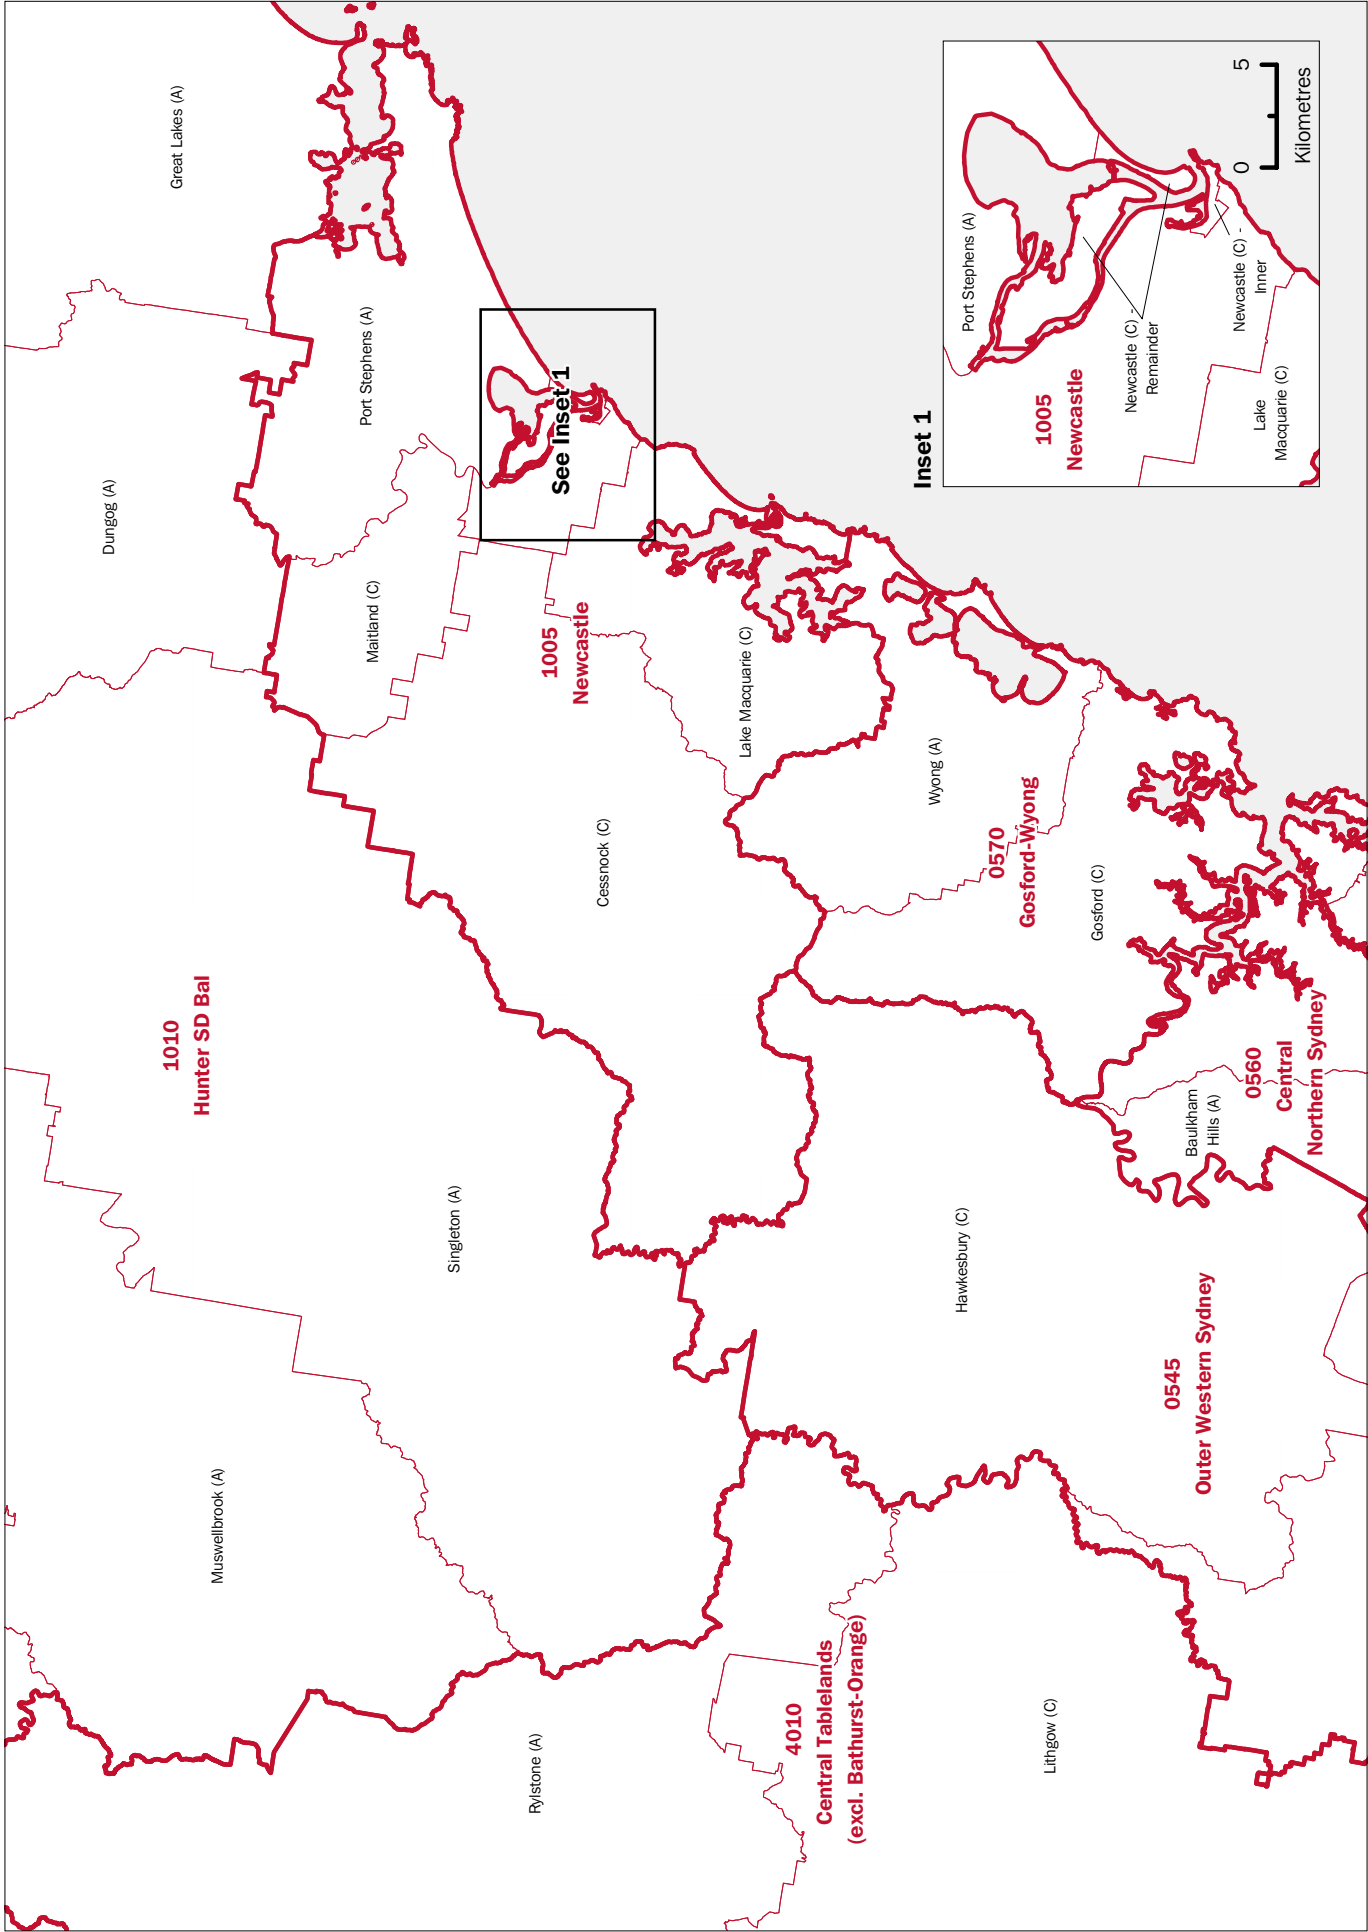 Muswellbrook (A)
1010
Hunter SD Bal
Dungog (A)
Great Lakes (A)
Singleton (A)
Maitland (C)
Port Stephens (A)
Rylstone (A)
Cessnock (C)
1005
Newcastle
See Inset 1
Lake Macquarie (C)
4010
Central Tablelands
(excl. Bathurst-Orange)
Hawkesbury (C)
Wyong (A)
0570
Gosford-Wyong
Lithgow (C)
Gosford (C)
0545
Outer Western Sydney
Baulkham
Hills (A)
0560
Central
Northern Sydney
Inset 1
Port Stephens (A)
1005
Newcastle
Newcastle (C) -
Remainder
Newcastle (C) -
Inner
Lake
Macquarie (C)
0
5
Kilometres